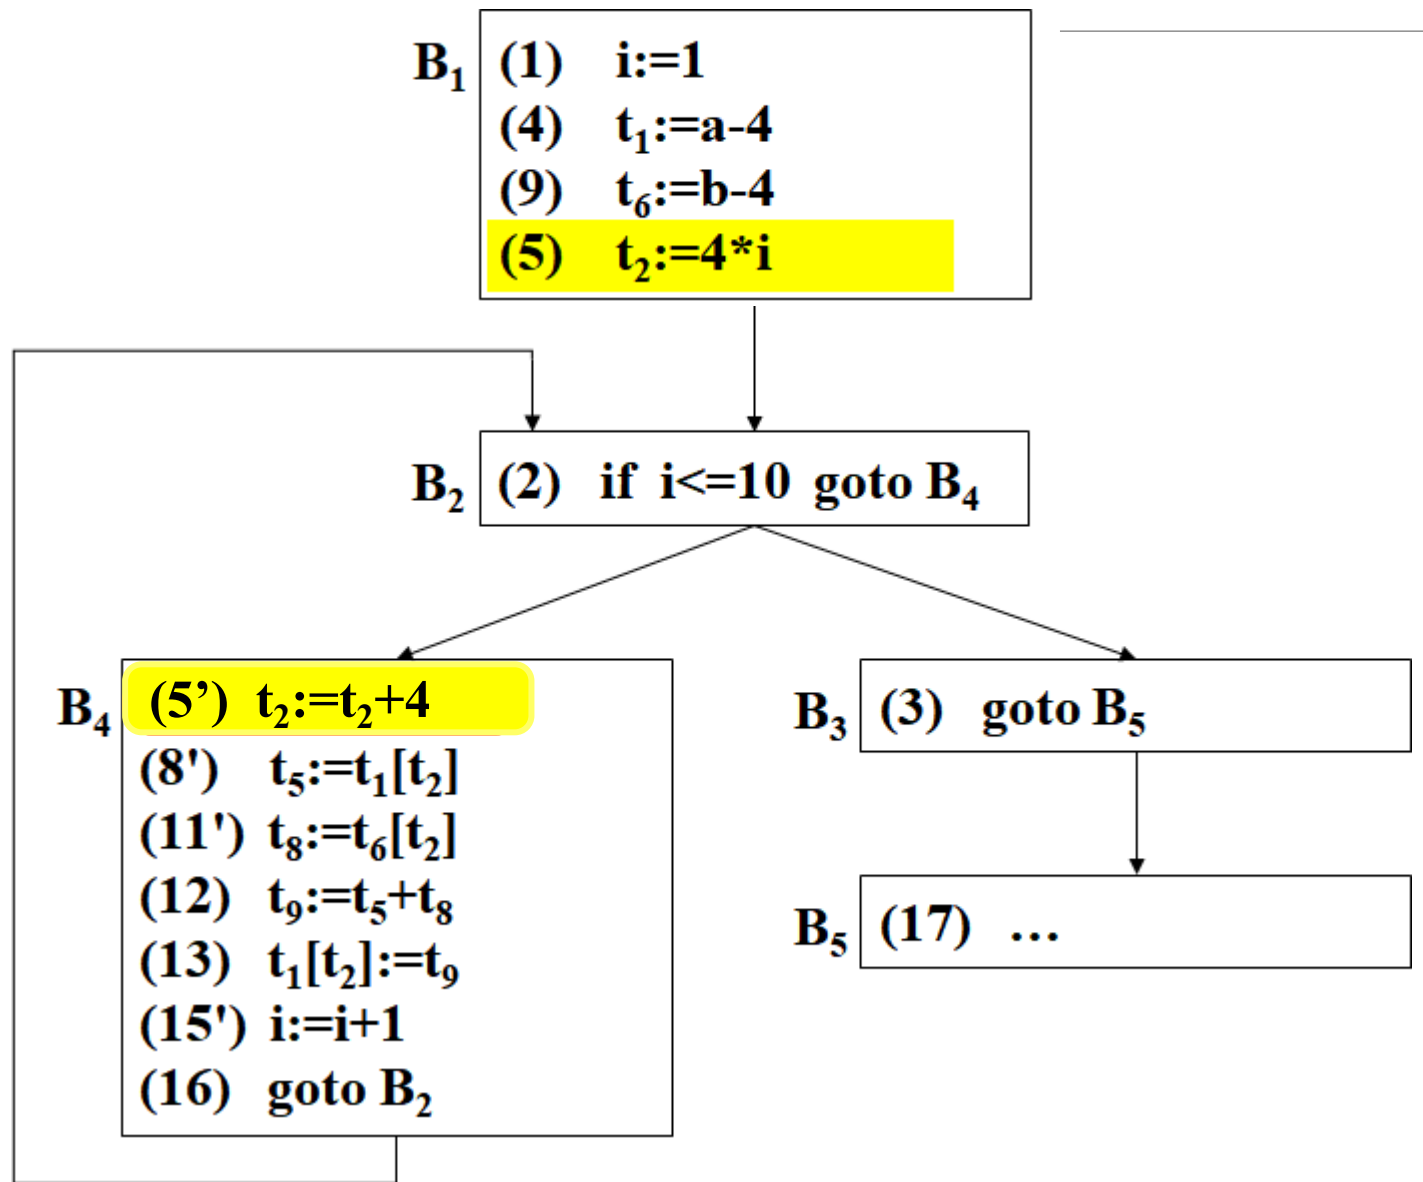 B₁
(1) i:=1
(4) t₁:=a-4
(9) t₆:=b-4
(5) t₂:=4*i
B₂ (2) if i<=10 goto B₄
B₄
(5’) t₂:=t₂+4
(8') t₅:=t₁[t₂]
(11') t₈:=t₆[t₂]
(12) t₉:=t₅+t₈
(13) t₁[t₂]:=t₉
(15') i:=i+1
(16) goto B₂
B₃ (3) goto B₅
B₅ (17) ...